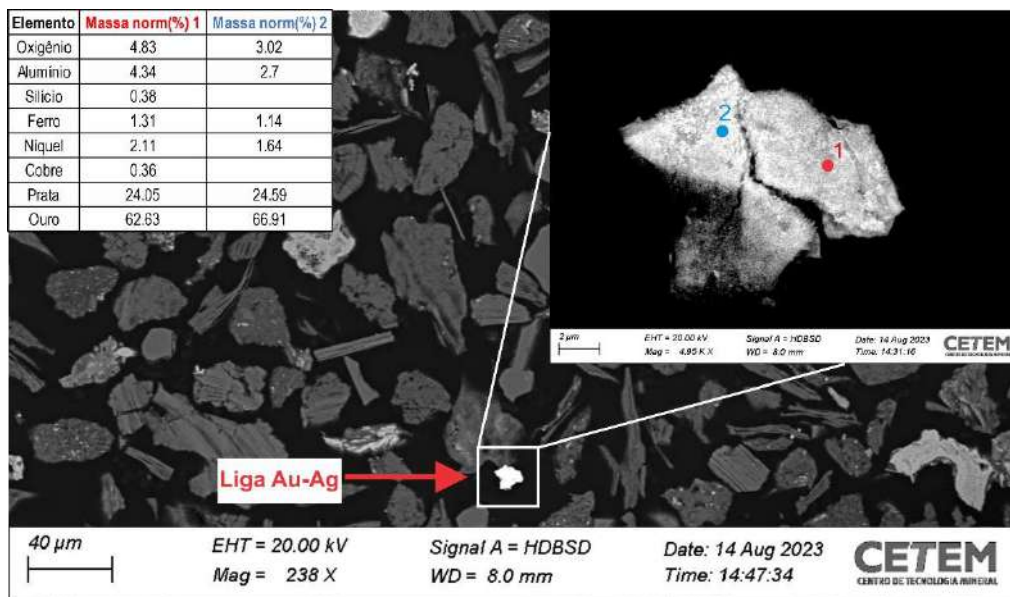 Elemento Massa norm(%) 1 Massa norm(%) 2
Oxigênio 4.83 3.02
Alumínio 4.34 2.7
Silício 0.38
Ferro 1.31 1.14
Níquel 2.11 1.64
Cobre 0.36
Prata 24.05 24.59
Ouro 62.63 66.91
2
1
2 µm
EHT = 20.00 kV Signal A = HDBSD Date: 14 Aug 2023
Mag = 4.95 K X WD = 8.0 mm Time: 14:31:16
CETEM
CENTRO DE TECNOLOGIA MINERAL
Liga Au-Ag
40 µm
EHT = 20.00 kV Signal A = HDBSD Date: 14 Aug 2023
Mag = 238 X WD = 8.0 mm Time: 14:47:34
CETEM
CENTRO DE TECNOLOGIA MINERAL